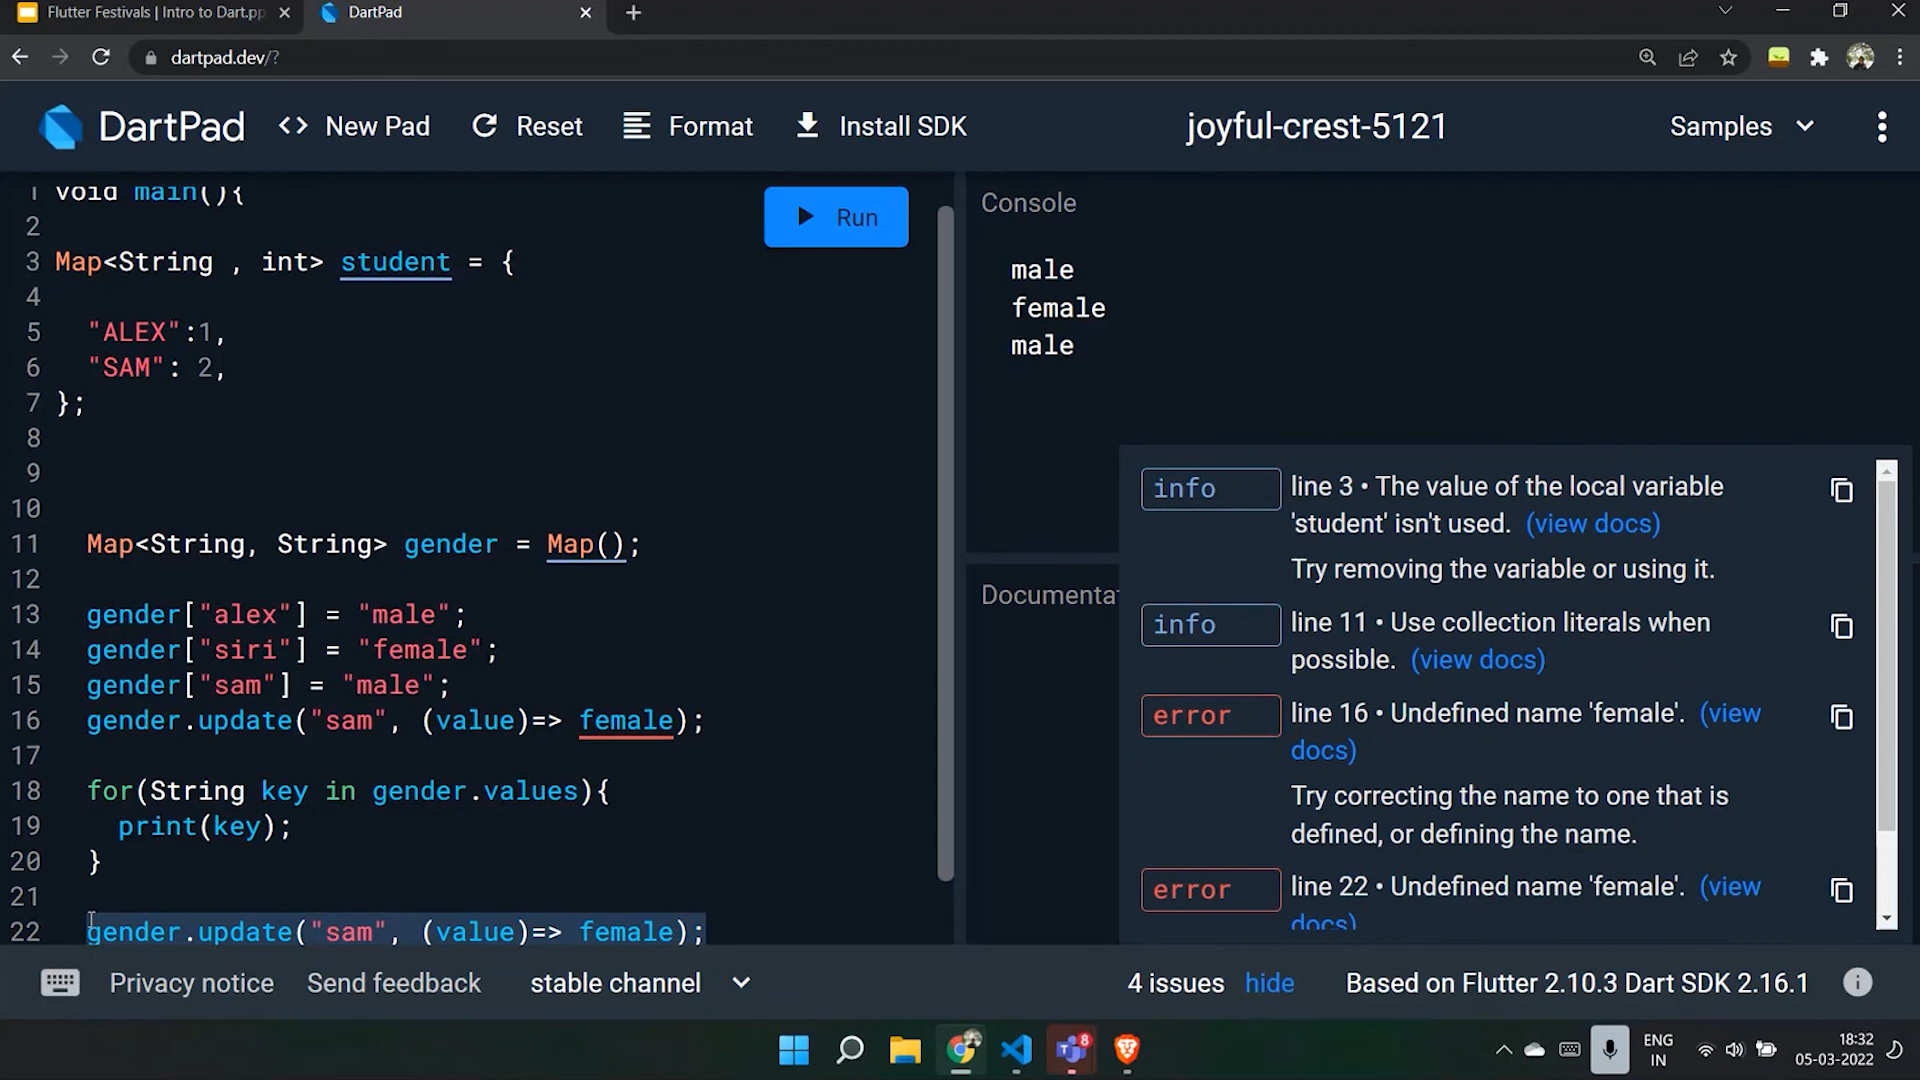 Flutter Festivals | Intro to Dart.pp
DartPad
dartpad.dev/?
DartPad
<> New Pad
Reset
Format
Install SDK
joyful-crest-5121
Samples
1 void main(){
2
3 Map<String , int> student = {
4
5 "ALEX":1,
6 "SAM": 2,
7 };
8
9
10
11 Map<String, String> gender = Map();
12
13 gender["alex"] = "male";
14 gender["siri"] = "female";
15 gender["sam"] = "male";
16 gender.update("sam", (value)=> female);
17
18 for(String key in gender.values){
19 print(key);
20 }
21
22 gender.update("sam", (value)=> female);
Run
Console
male
female
male
Documentat
info line 3 • The value of the local variable
'student' isn't used. (view docs)
Try removing the variable or using it.
info line 11 • Use collection literals when
possible. (view docs)
error line 16 • Undefined name 'female'. (view
docs)
Try correcting the name to one that is
defined, or defining the name.
error line 22 • Undefined name 'female'. (view
docs)
Privacy notice
Send feedback
stable channel
4 issues hide
Based on Flutter 2.10.3 Dart SDK 2.16.1
8
ENG
IN
18:32
05-03-2022